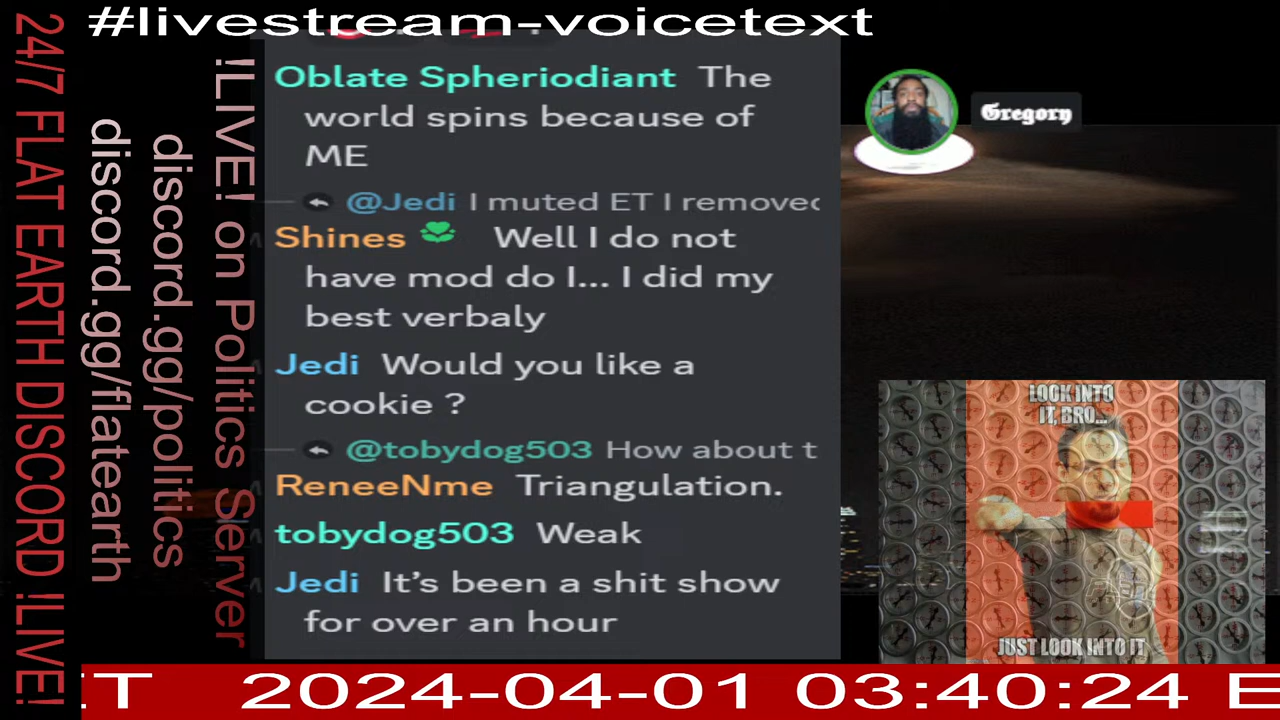 #livestream-voicetext
24/7 FLAT EARTH DISCORD !LIVE!
discord.gg/flatearth
discord.gg/politics
!LIVE! on Politics Server
Oblate Spheriodiant The
world spins because of
ME
@Jedi I muted ET I removed
Shines Well I do not
have mod do I... I did my
best verbaly
Jedi Would you like a
cookie ?
@tobydog503 How about t
ReneeNme Triangulation.
tobydog503 Weak
Jedi It's been a shit show
for over an hour
Gregory
LOOK INTO
IT, BRO...
JUST LOOK INTO IT
ET 2024-04-01 03:40:24 E